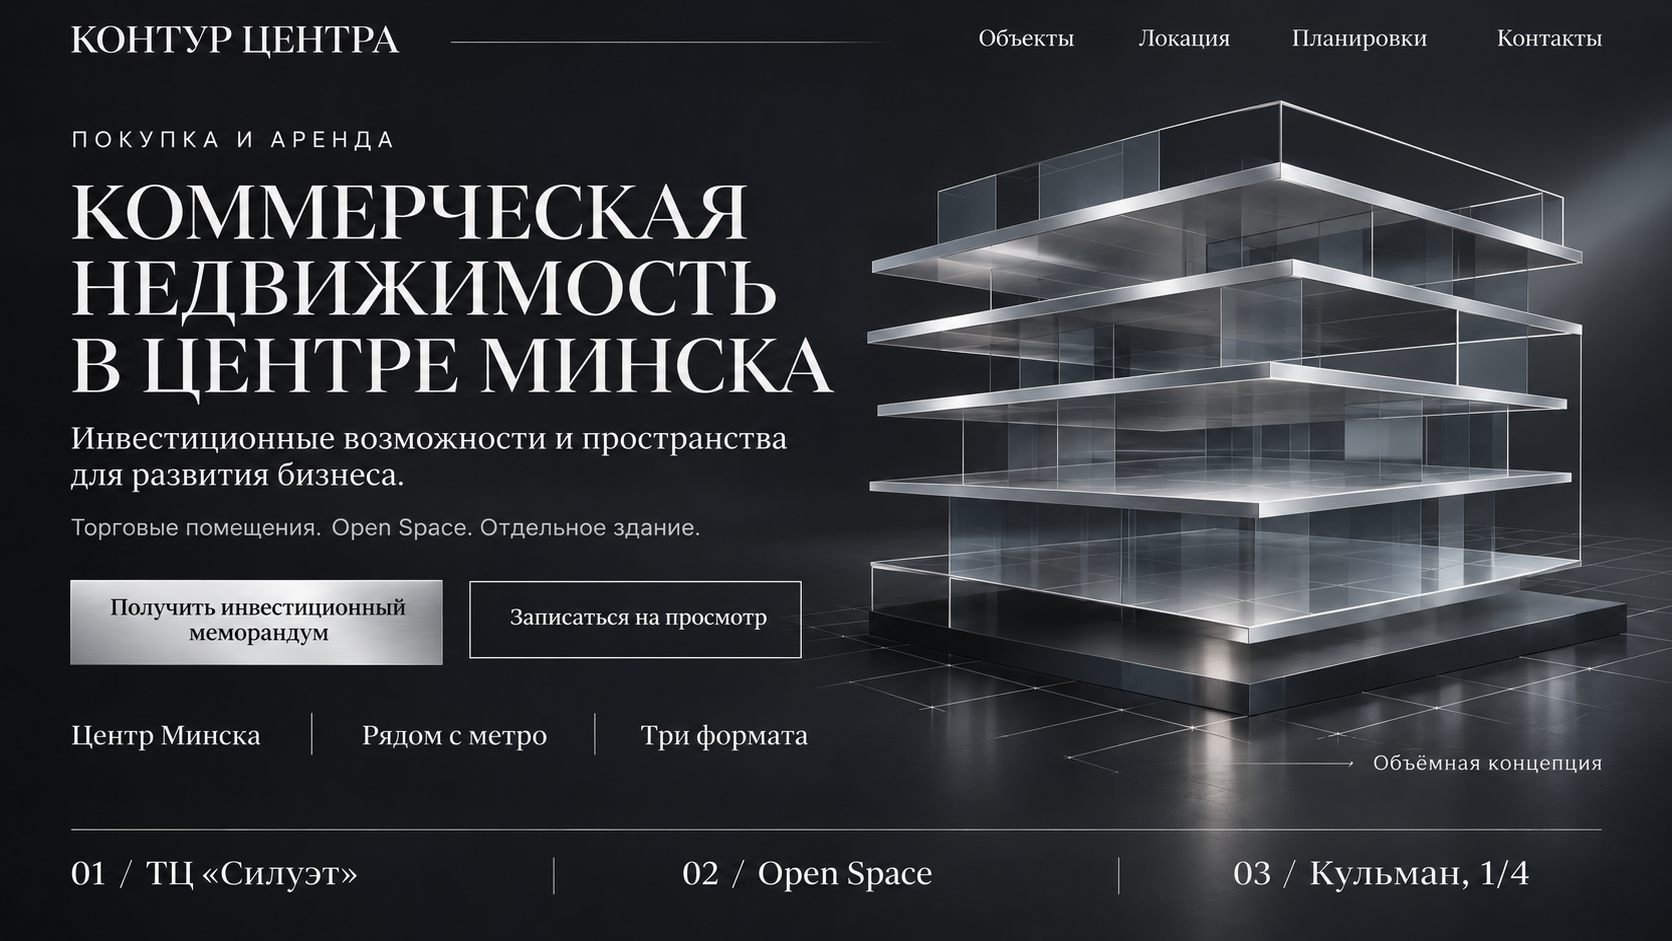 КОНТУР ЦЕНТРА
Объекты
Локация
Планировки
Контакты
ПОКУПКА И АРЕНДА
КОММЕРЧЕСКАЯ
НЕДВИЖИМОСТЬ
В ЦЕНТРЕ МИНСКА
Инвестиционные возможности и пространства
для развития бизнеса.
Торговые помещения. Open Space. Отдельное здание.
Получить инвестиционный
меморандум
Записаться на просмотр
Центр Минска
Рядом с метро
Три формата
Объёмная концепция
01 / ТЦ «Силуэт»
02 / Open Space
03 / Кульман, 1/4